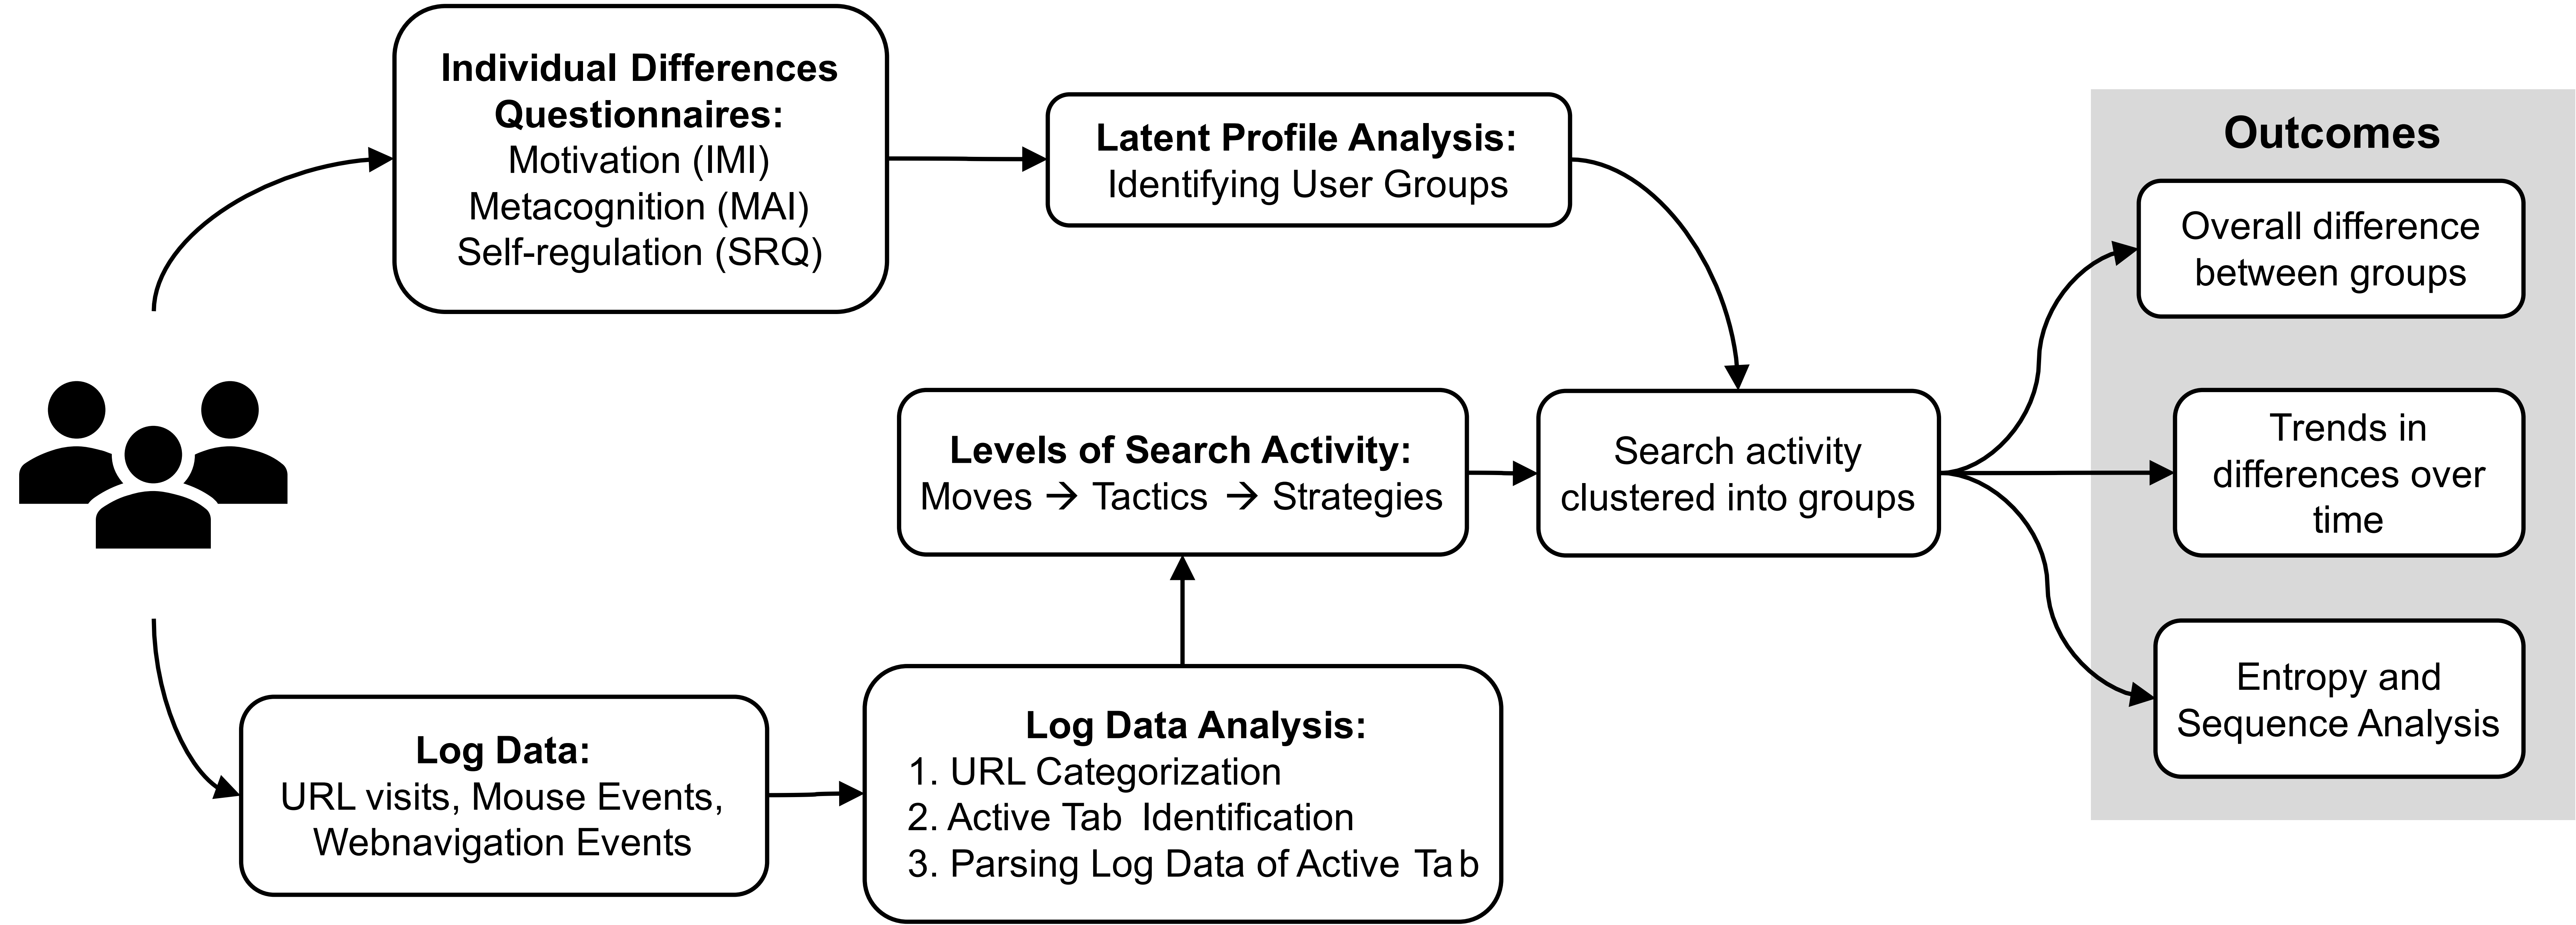 Individual Differences
Questionnaires:
Motivation (IMI)
Metacognition (MAI)
Self-regulation (SRQ)
Latent Profile Analysis:
Identifying User Groups
Log Data:
URL visits, Mouse Events,
Webnavigation Events
Log Data Analysis:
1. URL Categorization
2. Active Tab Identification
3. Parsing Log Data of Active Tab
Levels of Search Activity:
Moves → Tactics → Strategies
Search activity
clustered into groups
Outcomes
Overall difference
between groups
Trends in
differences over
time
Entropy and
Sequence Analysis